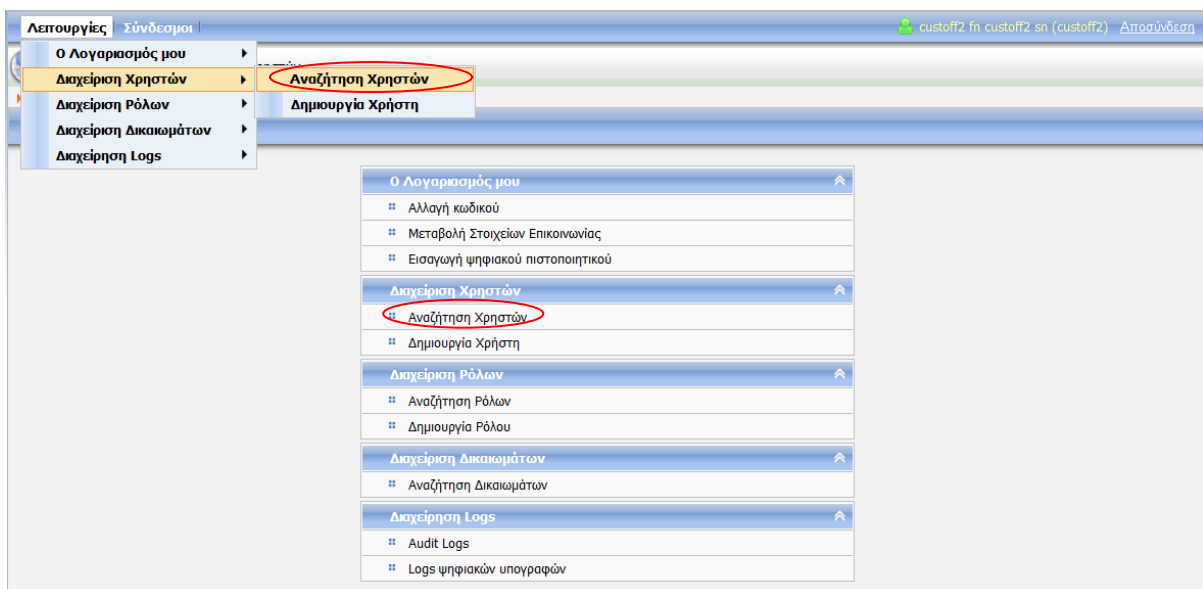 Λειτουργίες Σύνδεσμοι custoff2 fn custoff2 sn (custoff2) Αποσύνδεση
Ο Λογαριασμός μου
Διαχείριση Χρηστών
Αναζήτηση Χρηστών
Δημιουργία Χρήστη
Διαχείριση Ρόλων
Διαχείριση Δικαιωμάτων
Διαχείρηση Logs
Ο Λογαριασμός μου
Αλλαγή κωδικού
Μεταβολή Στοιχείων Επικοινωνίας
Εισαγωγή ψηφιακού πιστοποιητικού
Διαχείριση Χρηστών
Αναζήτηση Χρηστών
Δημιουργία Χρήστη
Διαχείριση Ρόλων
Αναζήτηση Ρόλων
Δημιουργία Ρόλου
Διαχείριση Δικαιωμάτων
Αναζήτηση Δικαιωμάτων
Διαχείρηση Logs
Audit Logs
Logs ψηφιακών υπογραφών